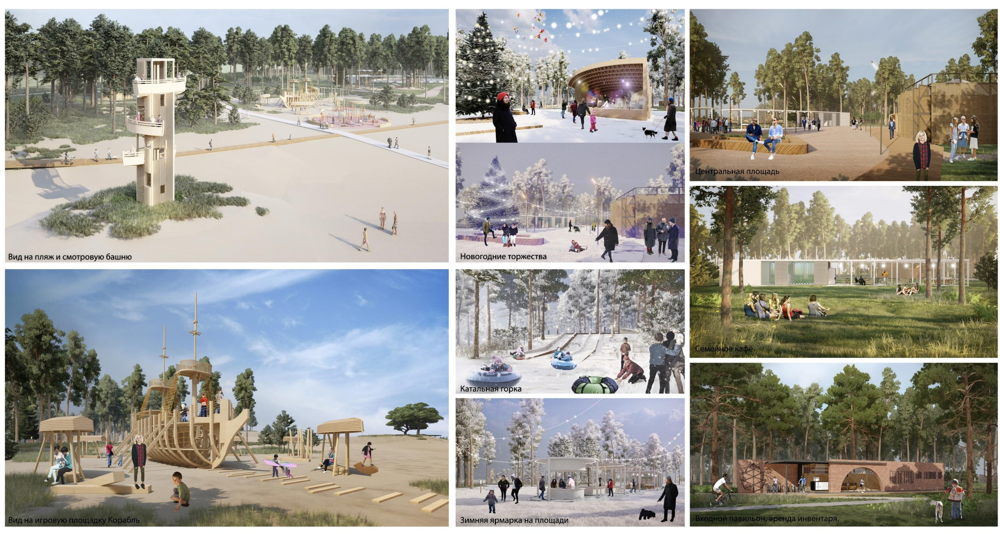 Вид на пляж и смотровую башню
Новогодние торжества
Центральная площадь
Семейное кафе
Вид на игровую площадку Корабль
Катальная горка
Зимняя ярмарка на площади
Входной павильон, аренда инвентаря.